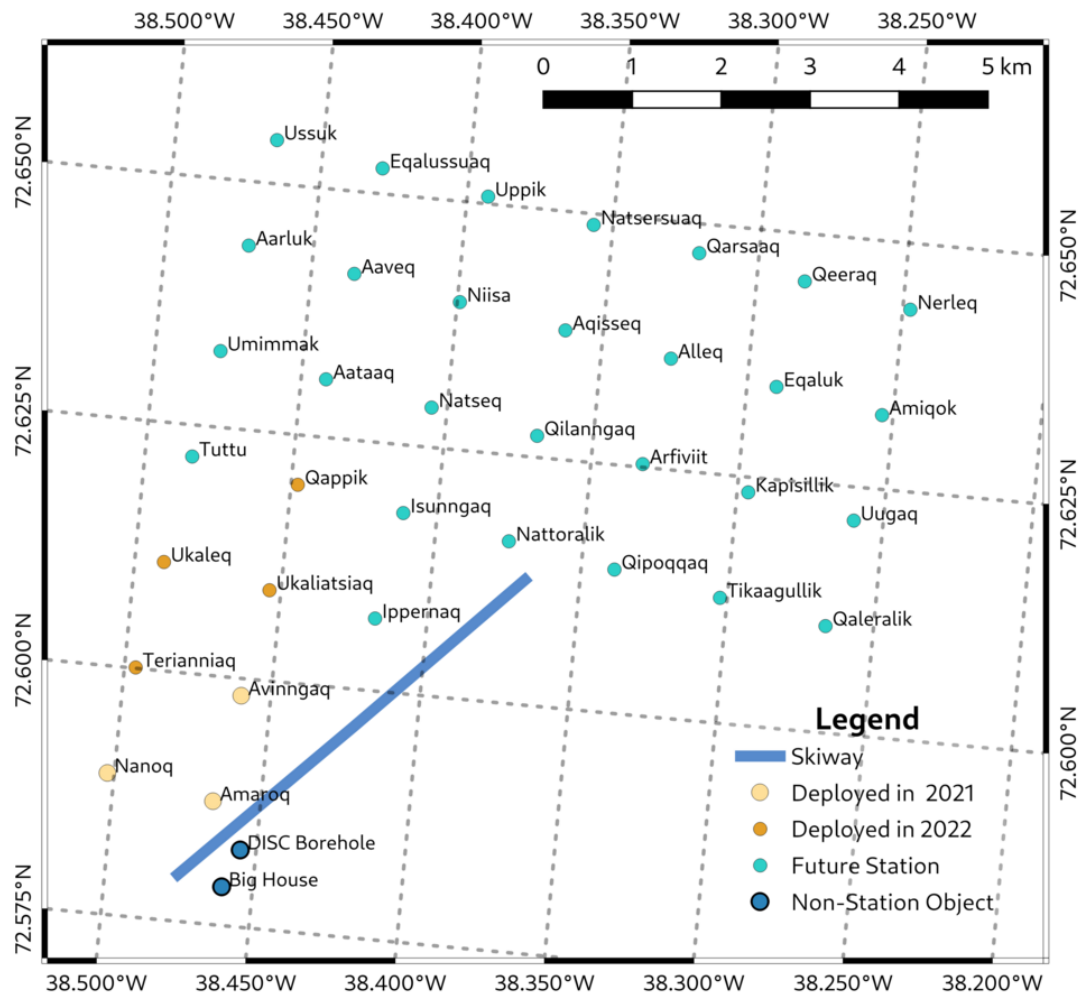 38.500°W 38.450°W 38.400°W 38.350°W 38.300°W 38.250°W
0 1 2 3 4 5 km
72.650°N
72.625°N
72.600°N
72.575°N
72.650°N
72.625°N
72.600°N
Ussuk
Eqalussuaq
Uppik
Natsersuaq
Qarsaaq
Qeeraq
Nerleq
Aarluk
Aaveq
Niisa
Aqisseq
Alleq
Eqaluk
Amiqok
Umimmak
Aataaq
Natseq
Qilanngaq
Arfiviit
Kapisillik
Uugaq
Tuttu
Qappik
Isunngaq
Nattoralik
Qipoqqaq
Tikaagullik
Qaleralik
Ukaleq
Ukaliatsiaq
Ippernaq
Terianniaq
Avinngaq
Nanoq
Amaroq
DISC Borehole
Big House
Legend
Skiway
Deployed in 2021
Deployed in 2022
Future Station
Non-Station Object
38.500°W 38.450°W 38.400°W 38.350°W 38.300°W 38.250°W 38.200°W